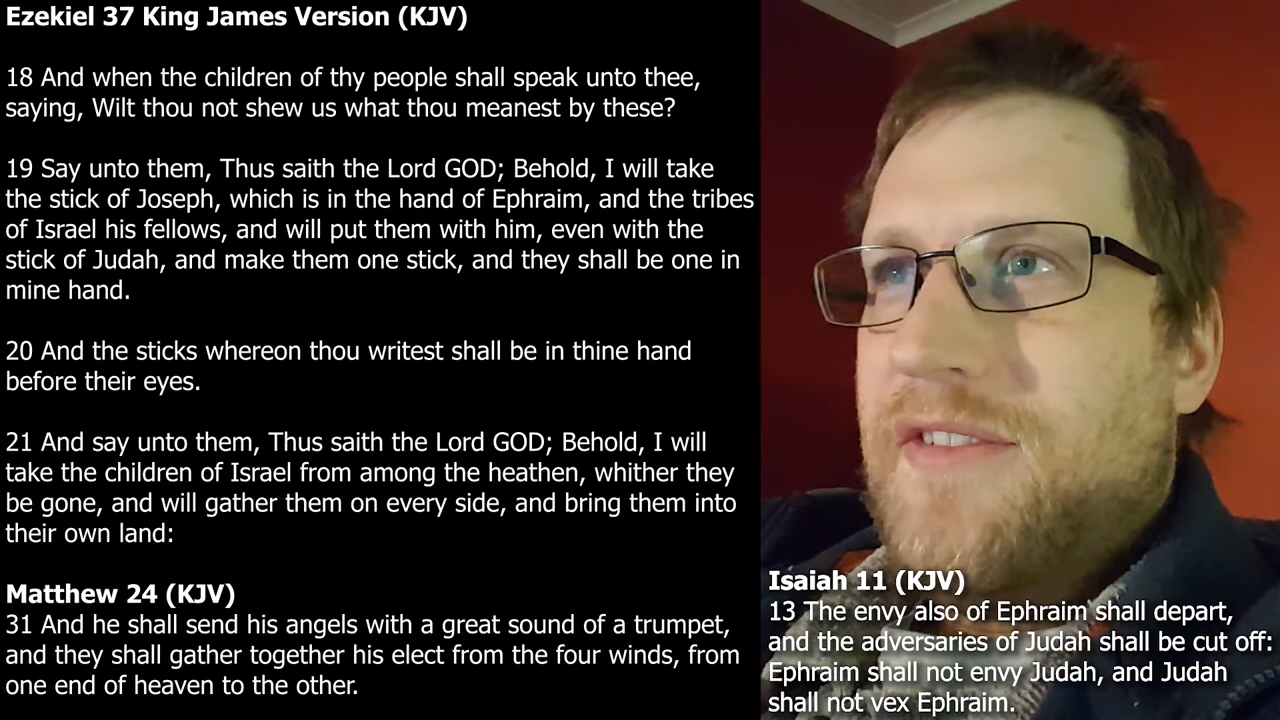 Ezekiel 37 King James Version (KJV)
18 And when the children of thy people shall speak unto thee,
saying, Wilt thou not shew us what thou meanest by these?
19 Say unto them, Thus saith the Lord GOD; Behold, I will take
the stick of Joseph, which is in the hand of Ephraim, and the tribes
of Israel his fellows, and will put them with him, even with the
stick of Judah, and make them one stick, and they shall be one in
mine hand.
20 And the sticks whereon thou writest shall be in thine hand
before their eyes.
21 And say unto them, Thus saith the Lord GOD; Behold, I will
take the children of Israel from among the heathen, whither they
be gone, and will gather them on every side, and bring them into
their own land:
Matthew 24 (KJV)
31 And he shall send his angels with a great sound of a trumpet,
and they shall gather together his elect from the four winds, from
one end of heaven to the other.
Isaiah 11 (KJV)
13 The envy also of Ephraim shall depart,
and the adversaries of Judah shall be cut off:
Ephraim shall not envy Judah, and Judah
shall not vex Ephraim.